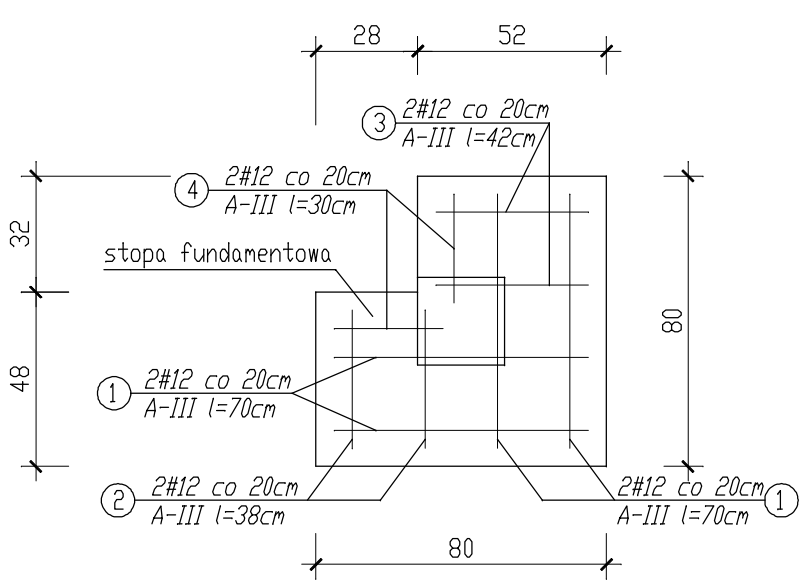 28
52
3
2#12 co 20cm
A-III l=42cm
4
2#12 co 20cm
A-III l=30cm
32
stopa fundamentowa
80
48
1
2#12 co 20cm
A-III l=70cm
2
2#12 co 20cm
A-III l=38cm
2#12 co 20cm
A-III l=70cm
1
80